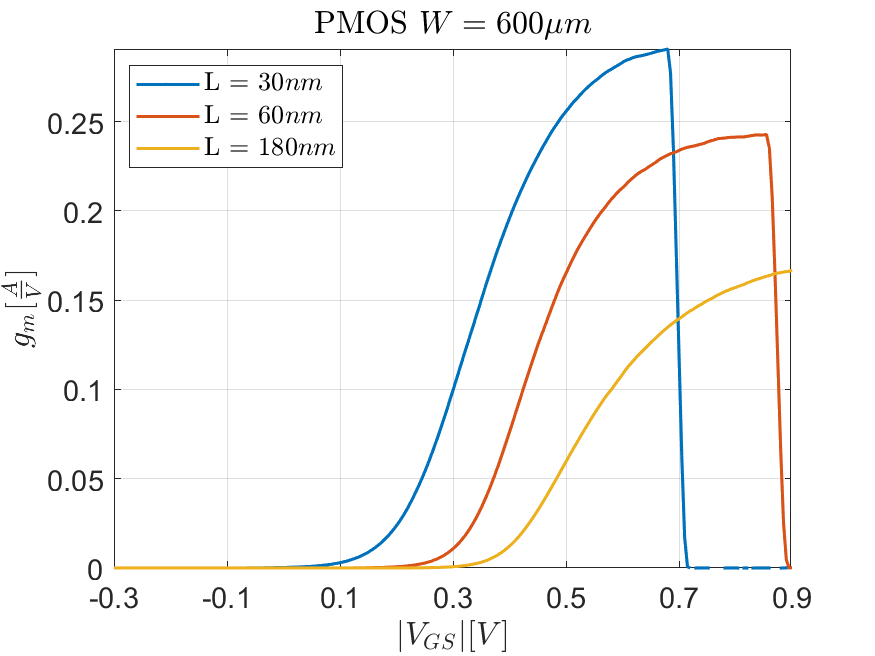 PMOS W = 600μm
L = 30nm
L = 60nm
L = 180nm
g_m [A/V]
0.25
0.2
0.15
0.1
0.05
0
-0.3 -0.1 0.1 0.3 0.5 0.7 0.9
|V_GS|[V]